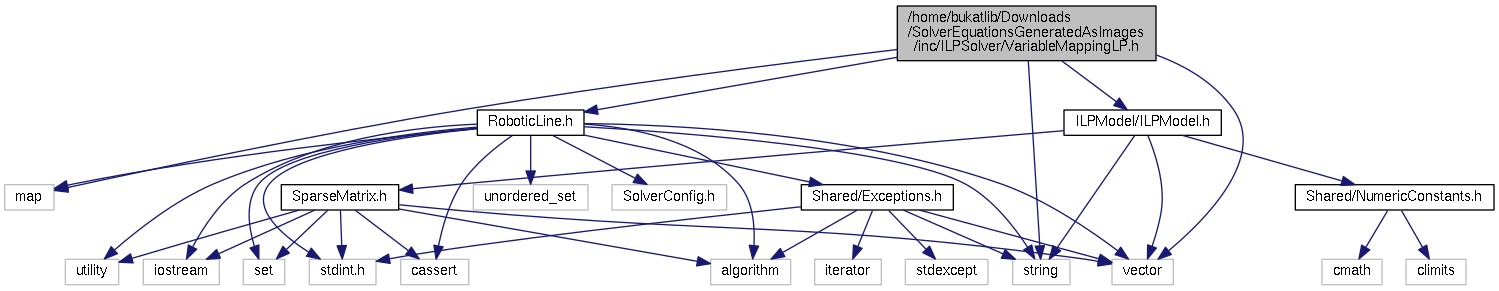 /home/bukatlib/Downloads
/SolverEquationsGeneratedAsImages
/inc/ILPSolver/VariableMappingLP.h
RoboticLine.h
ILPModel/ILPModel.h
map
SparseMatrix.h
unordered_set
SolverConfig.h
Shared/Exceptions.h
Shared/NumericConstants.h
utility
iostream
set
stdint.h
cassert
algorithm
iterator
stdexcept
string
vector
cmath
climits